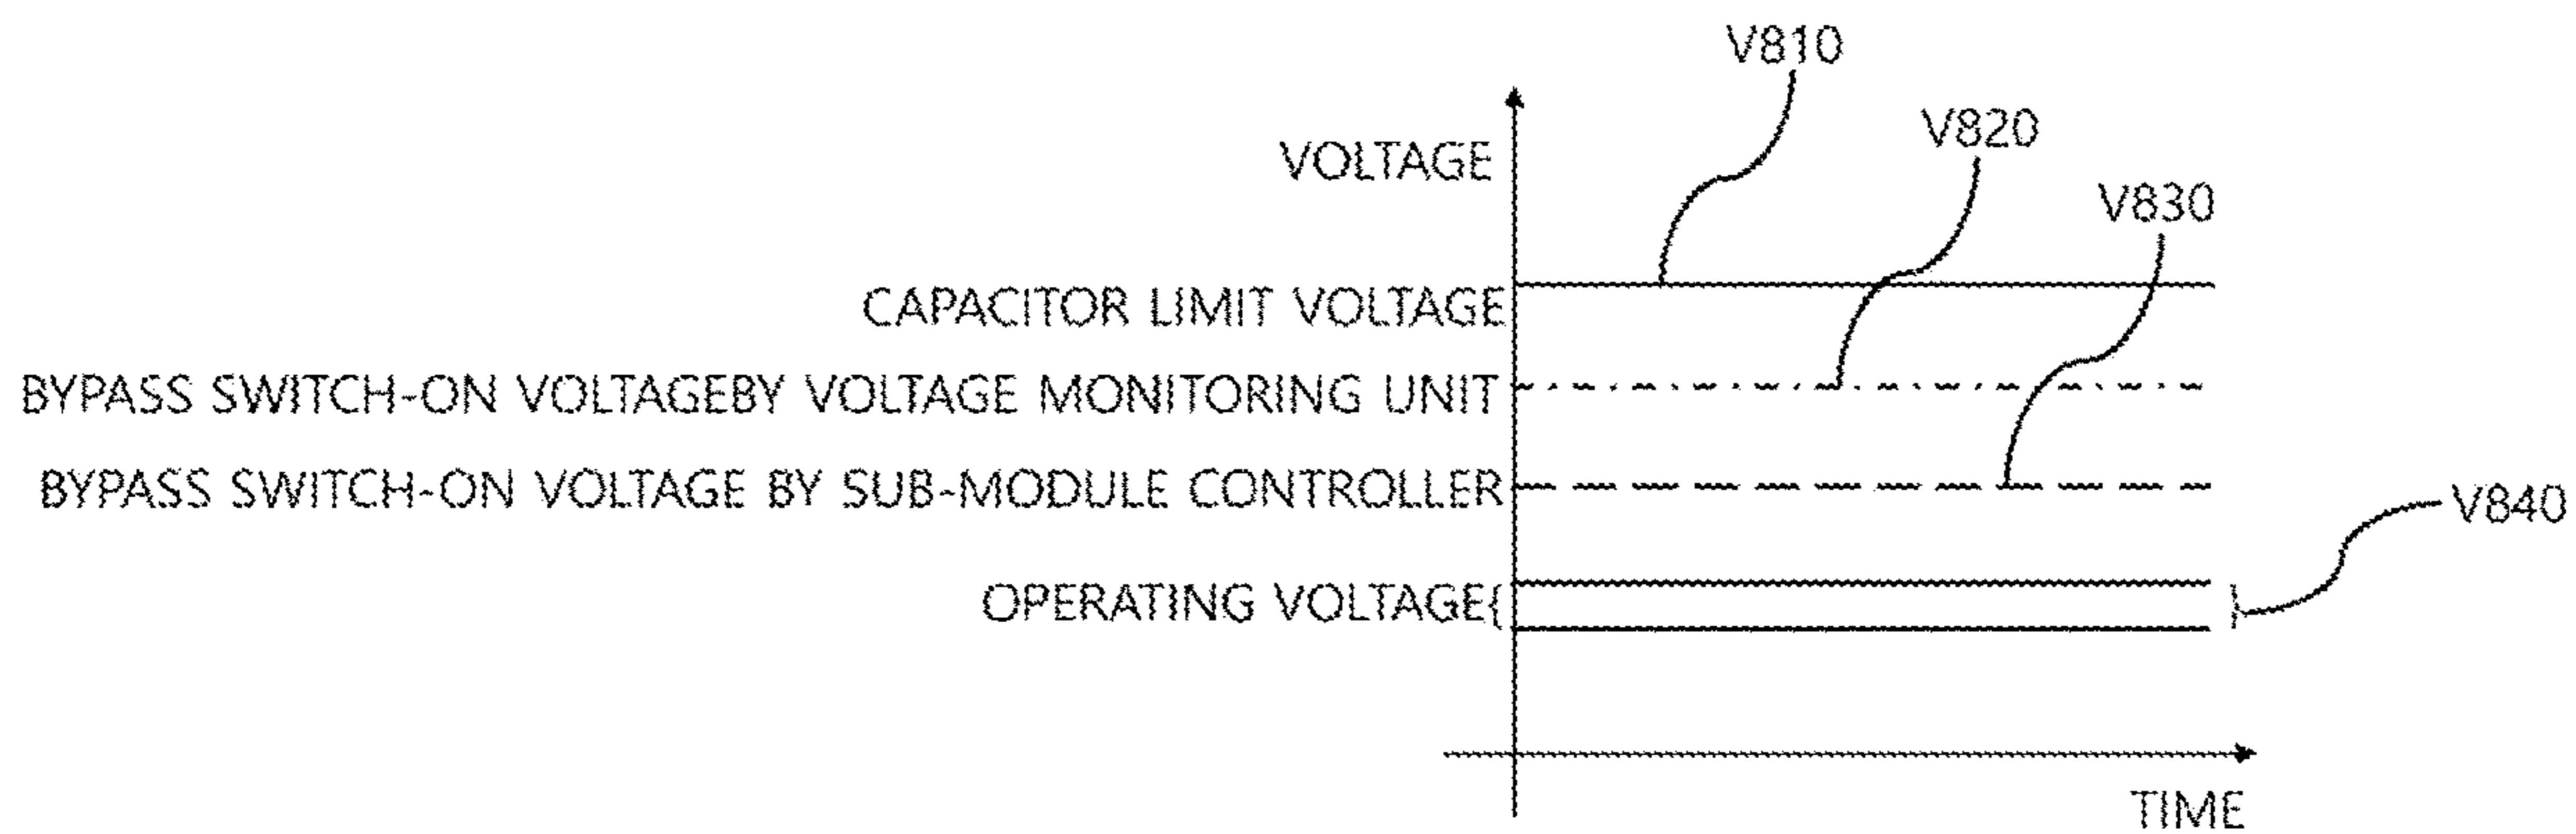 V810
V820
VOLTAGE
V830
CAPACITOR LIMIT VOLTAGE
BYPASS SWITCH-ON VOLTAGEBY VOLTAGE MONITORING UNIT
BYPASS SWITCH-ON VOLTAGE BY SUB-MODULE CONTROLLER
V840
OPERATING VOLTAGE{
TIME